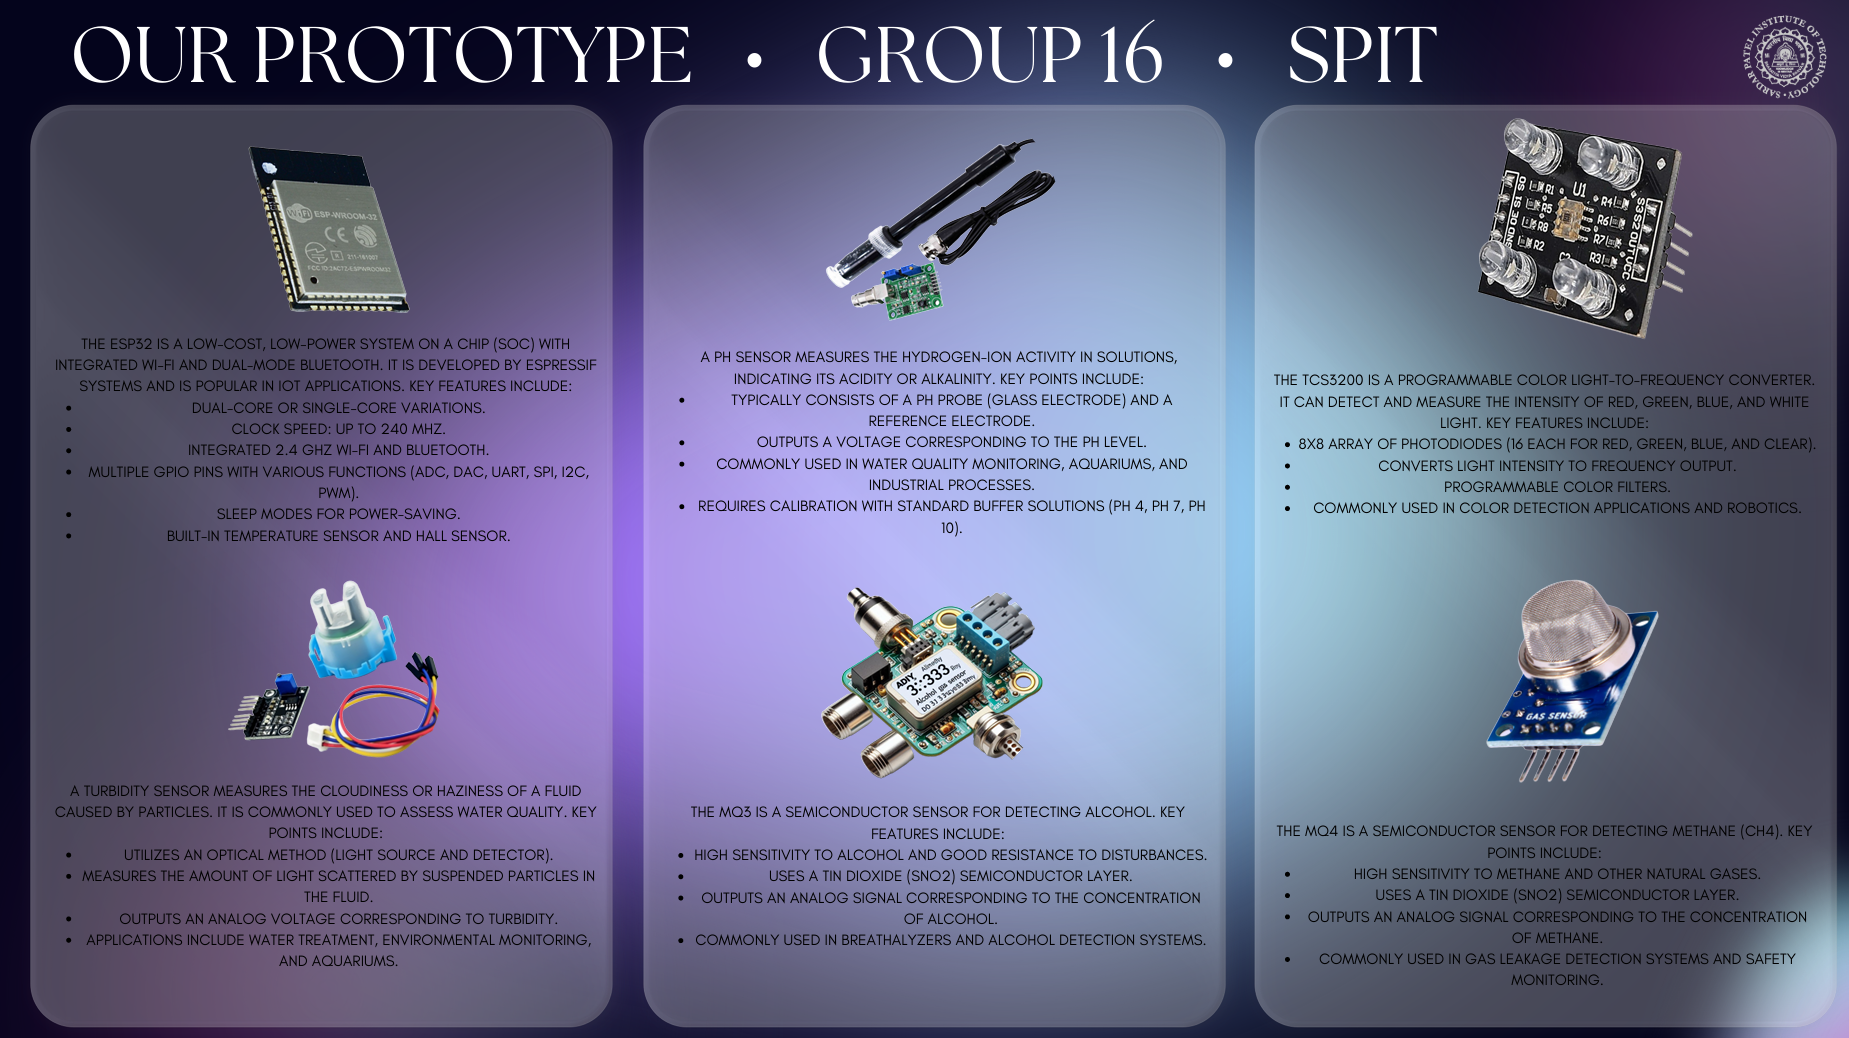 OUR PROTOTYPE • GROUP 16 • SPIT
SARDAR PATEL INSTITUTE OF TECHNOLOGY
WiFi ESP-WROOM-32
CE
R 211-161007
FCC ID:2AC7Z-ESPWROOM32
THE ESP32 IS A LOW-COST, LOW-POWER SYSTEM ON A CHIP (SOC) WITH
INTEGRATED WI-FI AND DUAL-MODE BLUETOOTH. IT IS DEVELOPED BY ESPRESSIF
SYSTEMS AND IS POPULAR IN IOT APPLICATIONS. KEY FEATURES INCLUDE:
• DUAL-CORE OR SINGLE-CORE VARIATIONS.
• CLOCK SPEED: UP TO 240 MHZ.
• INTEGRATED 2.4 GHZ WI-FI AND BLUETOOTH.
• MULTIPLE GPIO PINS WITH VARIOUS FUNCTIONS (ADC, DAC, UART, SPI, I2C,
PWM).
• SLEEP MODES FOR POWER-SAVING.
• BUILT-IN TEMPERATURE SENSOR AND HALL SENSOR.
A TURBIDITY SENSOR MEASURES THE CLOUDINESS OR HAZINESS OF A FLUID
CAUSED BY PARTICLES. IT IS COMMONLY USED TO ASSESS WATER QUALITY. KEY
POINTS INCLUDE:
• UTILIZES AN OPTICAL METHOD (LIGHT SOURCE AND DETECTOR).
• MEASURES THE AMOUNT OF LIGHT SCATTERED BY SUSPENDED PARTICLES IN
THE FLUID.
• OUTPUTS AN ANALOG VOLTAGE CORRESPONDING TO TURBIDITY.
• APPLICATIONS INCLUDE WATER TREATMENT, ENVIRONMENTAL MONITORING,
AND AQUARIUMS.
A PH SENSOR MEASURES THE HYDROGEN-ION ACTIVITY IN SOLUTIONS,
INDICATING ITS ACIDITY OR ALKALINITY. KEY POINTS INCLUDE:
• TYPICALLY CONSISTS OF A PH PROBE (GLASS ELECTRODE) AND A
REFERENCE ELECTRODE.
• OUTPUTS A VOLTAGE CORRESPONDING TO THE PH LEVEL.
• COMMONLY USED IN WATER QUALITY MONITORING, AQUARIUMS, AND
INDUSTRIAL PROCESSES.
• REQUIRES CALIBRATION WITH STANDARD BUFFER SOLUTIONS (PH 4, PH 7, PH
10).
ADIY
3::333
Alcohol gas sensor
THE MQ3 IS A SEMICONDUCTOR SENSOR FOR DETECTING ALCOHOL. KEY
FEATURES INCLUDE:
• HIGH SENSITIVITY TO ALCOHOL AND GOOD RESISTANCE TO DISTURBANCES.
• USES A TIN DIOXIDE (SNO2) SEMICONDUCTOR LAYER.
• OUTPUTS AN ANALOG SIGNAL CORRESPONDING TO THE CONCENTRATION
OF ALCOHOL.
• COMMONLY USED IN BREATHALYZERS AND ALCOHOL DETECTION SYSTEMS.
U1
R1
R5
R8
R2
R4
R6
R7
R3
C2
S0
S1
OE
GND
S3
S2
OUT
VCC
THE TCS3200 IS A PROGRAMMABLE COLOR LIGHT-TO-FREQUENCY CONVERTER.
IT CAN DETECT AND MEASURE THE INTENSITY OF RED, GREEN, BLUE, AND WHITE
LIGHT. KEY FEATURES INCLUDE:
• 8X8 ARRAY OF PHOTODIODES (16 EACH FOR RED, GREEN, BLUE, AND CLEAR).
• CONVERTS LIGHT INTENSITY TO FREQUENCY OUTPUT.
• PROGRAMMABLE COLOR FILTERS.
• COMMONLY USED IN COLOR DETECTION APPLICATIONS AND ROBOTICS.
GAS SENSOR
THE MQ4 IS A SEMICONDUCTOR SENSOR FOR DETECTING METHANE (CH4). KEY
POINTS INCLUDE:
• HIGH SENSITIVITY TO METHANE AND OTHER NATURAL GASES.
• USES A TIN DIOXIDE (SNO2) SEMICONDUCTOR LAYER.
• OUTPUTS AN ANALOG SIGNAL CORRESPONDING TO THE CONCENTRATION
OF METHANE.
• COMMONLY USED IN GAS LEAKAGE DETECTION SYSTEMS AND SAFETY
MONITORING.